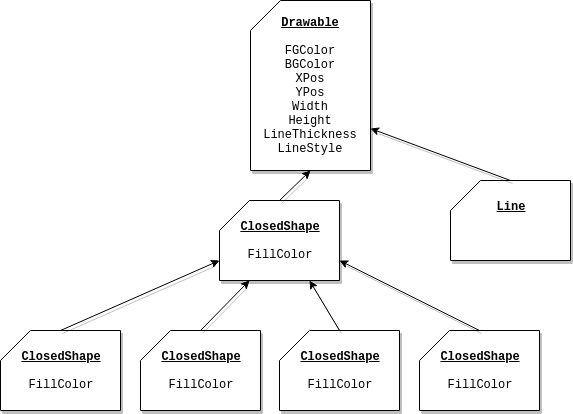 Drawable
FGColor
BGColor
XPos
YPos
Width
Height
LineThickness
LineStyle
Line
ClosedShape
FillColor
ClosedShape
FillColor
ClosedShape
FillColor
ClosedShape
FillColor
ClosedShape
FillColor